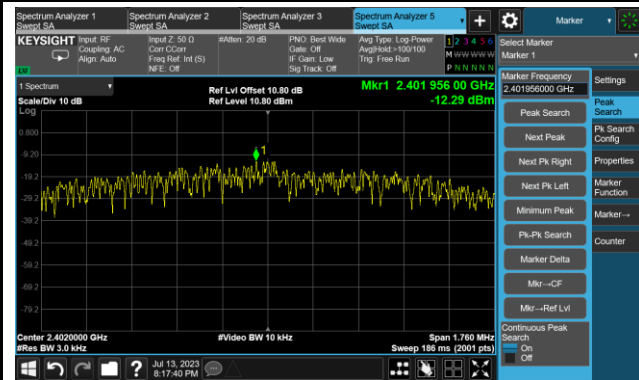 Spectrum Analyzer 1
Swept SA
Spectrum Analyzer 2
Swept SA
Spectrum Analyzer 3
Swept SA
Spectrum Analyzer 5
Swept SA
+
Marker
KEYSIGHT
Input: RF
Coupling: AC
Align: Auto
Input Z: 50 Ω
Corr CCorr
Freq Ref: Int (S)
NFE: Off
#Atten: 20 dB
PNO: Best Wide
Gate: Off
IF Gain: Low
Sig Track: Off
Avg Type: Log-Power
Avg|Hold:>100/100
Trig: Free Run
1 2 3 4 5 6
M W W W W W
P N N N N N
Select Marker
Marker 1
1 Spectrum
Scale/Div 10 dB
Ref Lvl Offset 10.80 dB
Ref Level 10.80 dBm
Mkr1 2.401 956 00 GHz
-12.29 dBm
Log
0.800
-9.20
-19.2
-29.2
-39.2
-49.2
-59.2
-69.2
-79.2
1
Center 2.4020000 GHz
#Res BW 3.0 kHz
#Video BW 10 kHz
Span 1.760 MHz
Sweep 186 ms (2001 pts)
Marker Frequency
2.401956000 GHz
Peak Search
Next Peak
Next Pk Right
Next Pk Left
Minimum Peak
Pk-Pk Search
Marker Delta
Mkr→CF
Mkr→Ref Lvl
Continuous Peak
Search
On
Off
Settings
Peak
Search
Pk Search
Config
Properties
Marker
Function
Marker→
Counter
?
Jul 13, 2023
8:17:40 PM